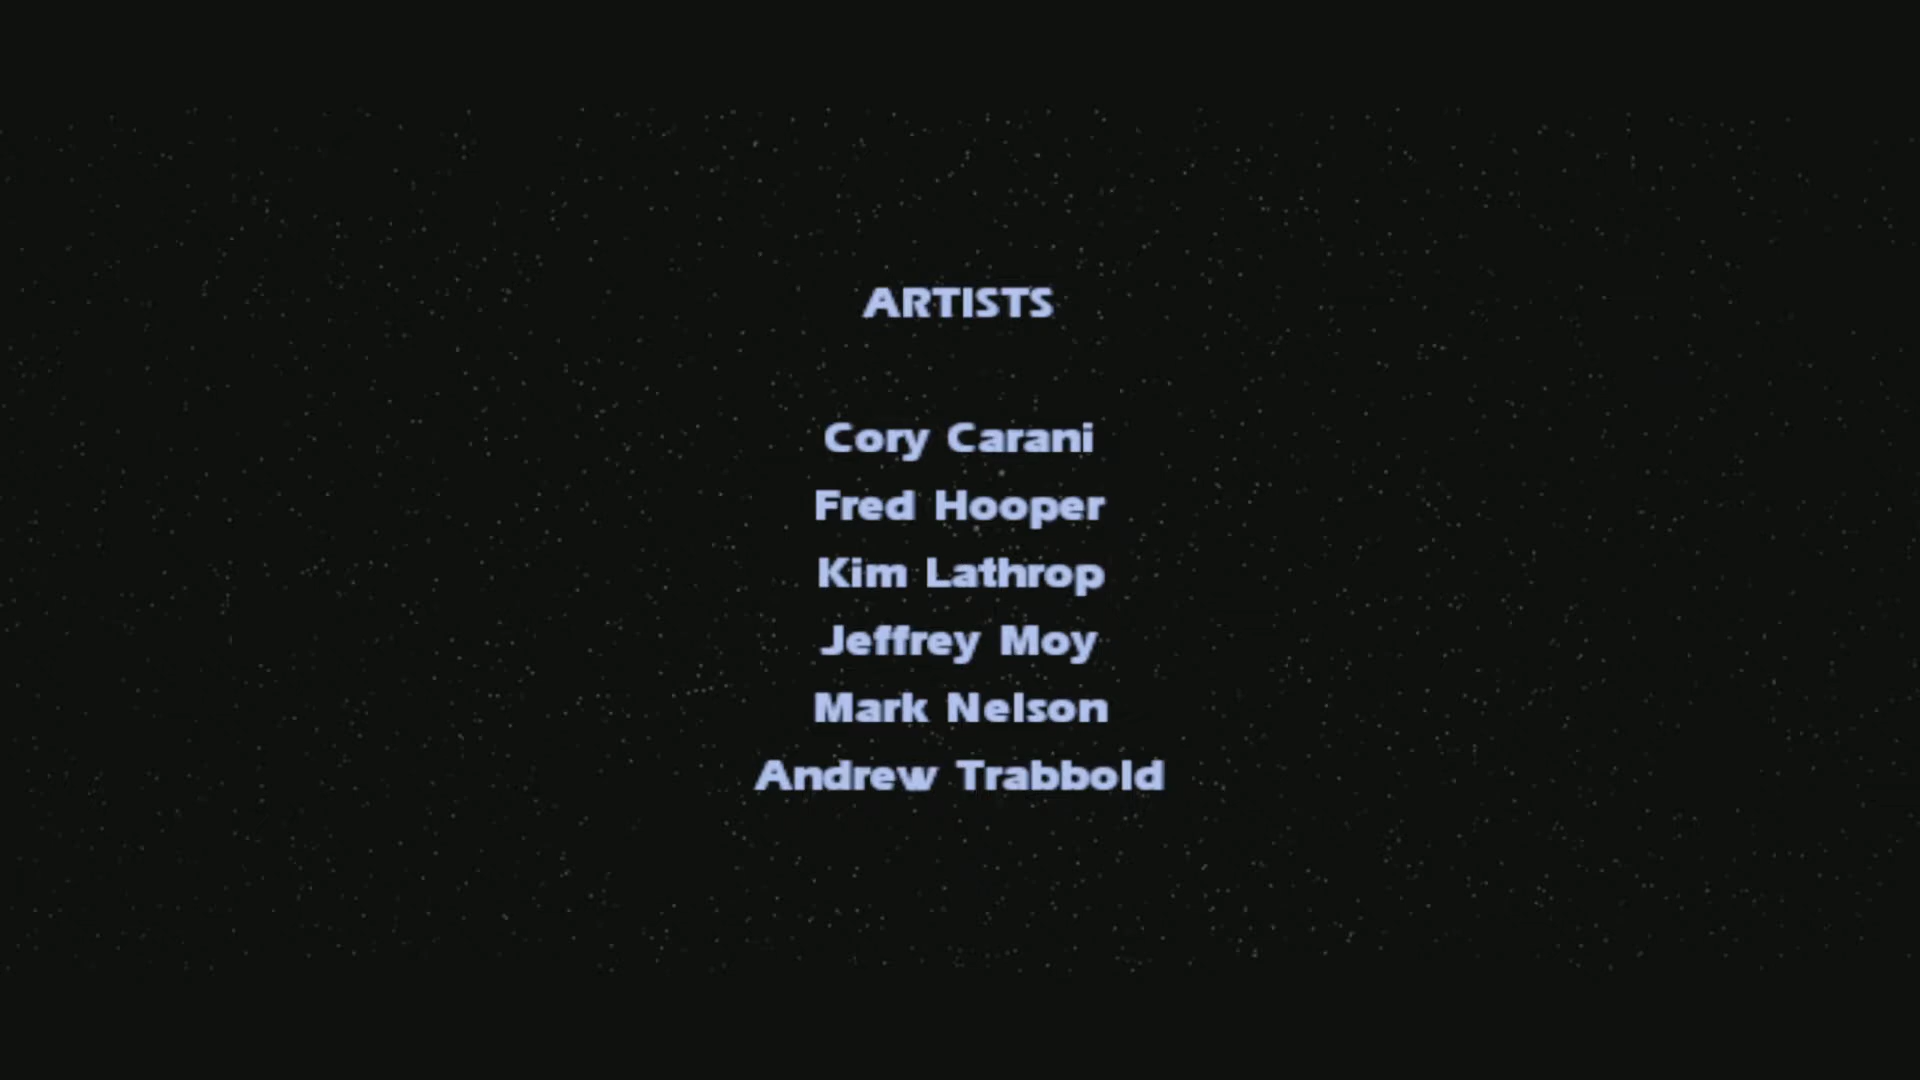 ARTISTS
Cory Carani
Fred Hooper
Kim Lathrop
Jeffrey Moy
Mark Nelson
Andrew Trabbold